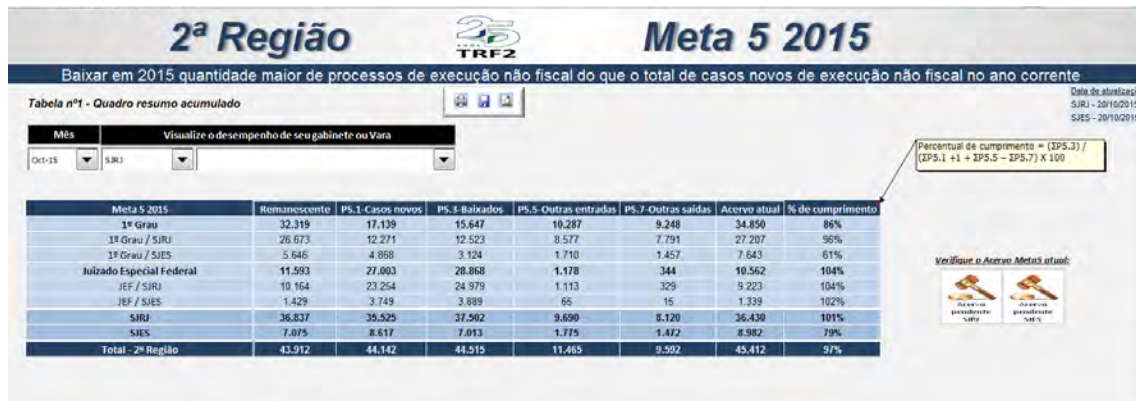 2ª Região
25
TRF2
Meta 5 2015
Baixar em 2015 quantidade maior de processos de execução não fiscal do que o total de casos novos de execução não fiscal no ano corrente
Tabela nº1 - Quadro resumo acumulado
Data de atualizaçã
SJRJ - 20/10/2015
SJES - 20/10/2015
Mês Visualize o desempenho de seu gabinete ou Vara
Oct-15 SJRJ
Percentual de cumprimento = (ΣP5.3) /
(ΣP5.1 +1 + ΣP5.5 – ΣP5.7) X 100
Meta 5 2015 Remanescente P5.1-Casos novos P5.3-Baixados P5.5-Outras entradas P5.7-Outras saídas Acervo atual % de cumprimento
1º Grau 32.319 17.139 15.647 10.287 9.248 34.850 86%
1º Grau / SJRJ 26.673 12.271 12.523 8.577 7.791 27.207 96%
1º Grau / SJES 5.646 4.868 3.124 1.710 1.457 7.643 61%
Juizado Especial Federal 11.593 27.003 28.868 1.178 344 10.562 104%
JEF / SJRJ 10.164 23.254 24.979 1.113 329 9.223 104%
JEF / SJES 1.429 3.749 3.889 65 15 1.339 102%
SJRJ 36.837 35.525 37.502 9.690 8.120 36.430 101%
SJES 7.075 8.617 7.013 1.775 1.472 8.982 79%
Total - 2ª Região 43.912 44.142 44.515 11.465 9.592 45.412 97%
Verifique o Acervo Meta5 atual:
Acervo pendente SJRJ
Acervo pendente SJES